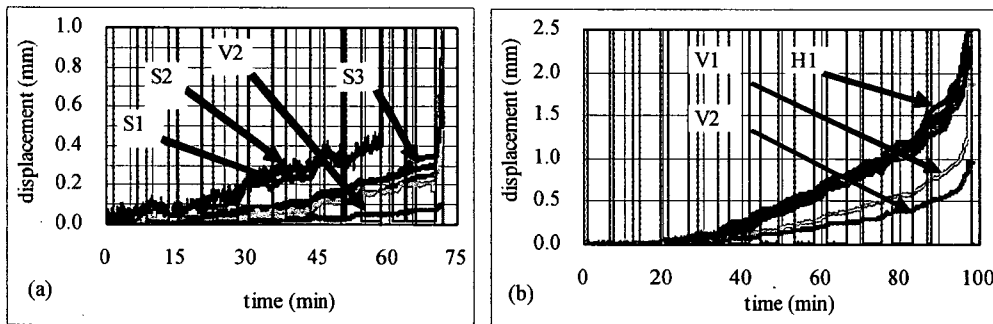 1.0
0.8
0.6
0.4
0.2
0.0
displacement (mm)
V2
S2
S3
S1
0 15 30 45 60 75
(a)
time (min)
2.5
2.0
1.5
1.0
0.5
0.0
displacement (mm)
V1
H1
V2
0 20 40 60 80 100
(b)
time (min)